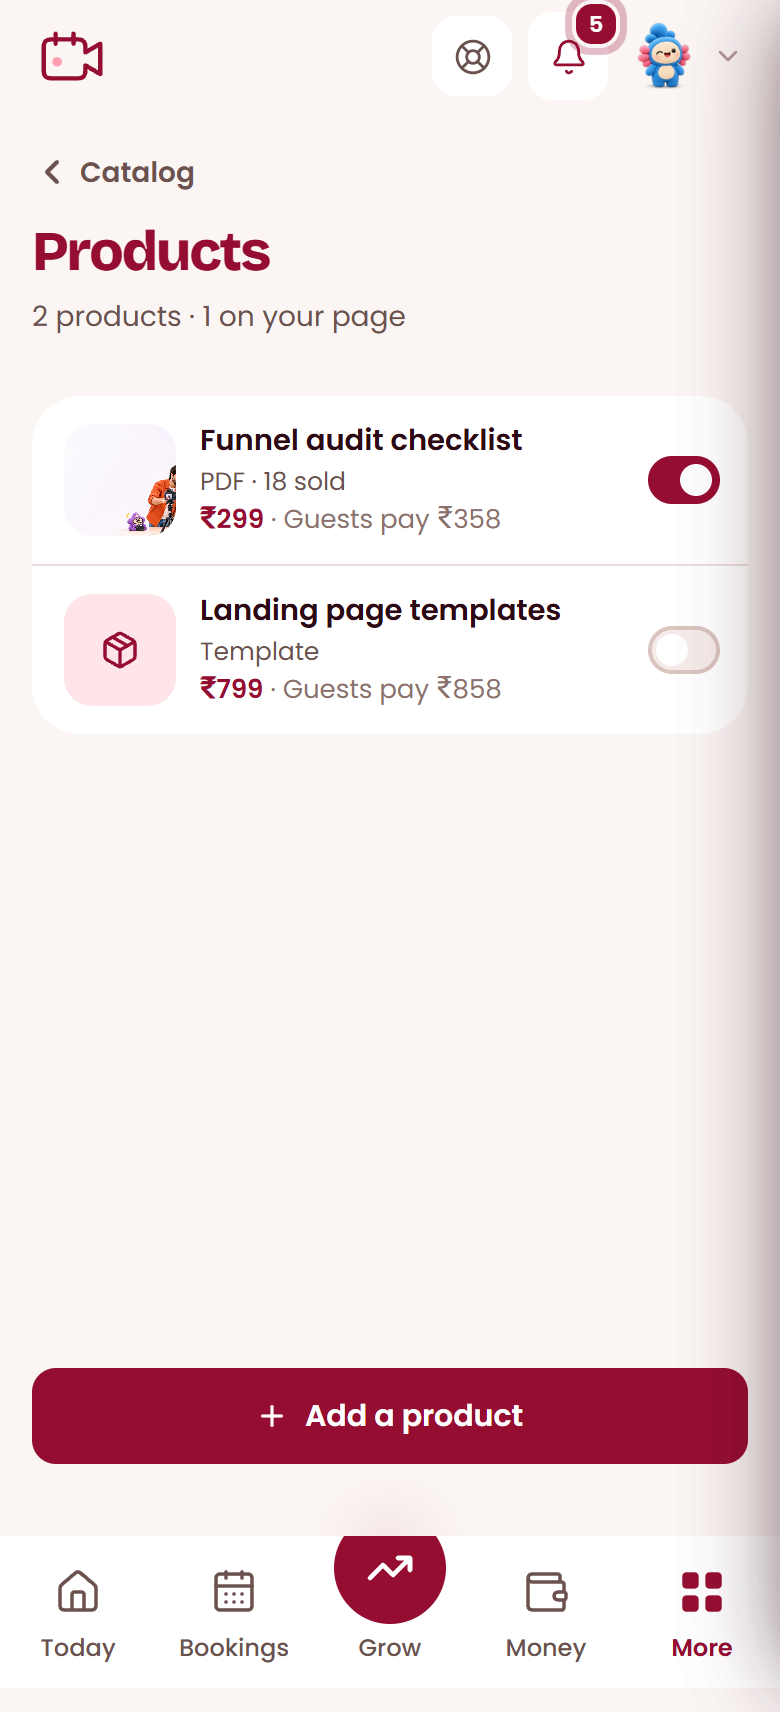 5
Catalog
Products
2 products · 1 on your page
Funnel audit checklist
PDF · 18 sold
₹299 · Guests pay ₹358
Landing page templates
Template
₹799 · Guests pay ₹858
Add a product
Today
Bookings
Grow
Money
More